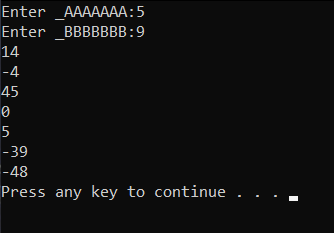 Enter _AAAAAAA:5
Enter _BBBBBBB:9
14
-4
45
0
5
-39
-48
Press any key to continue . . .